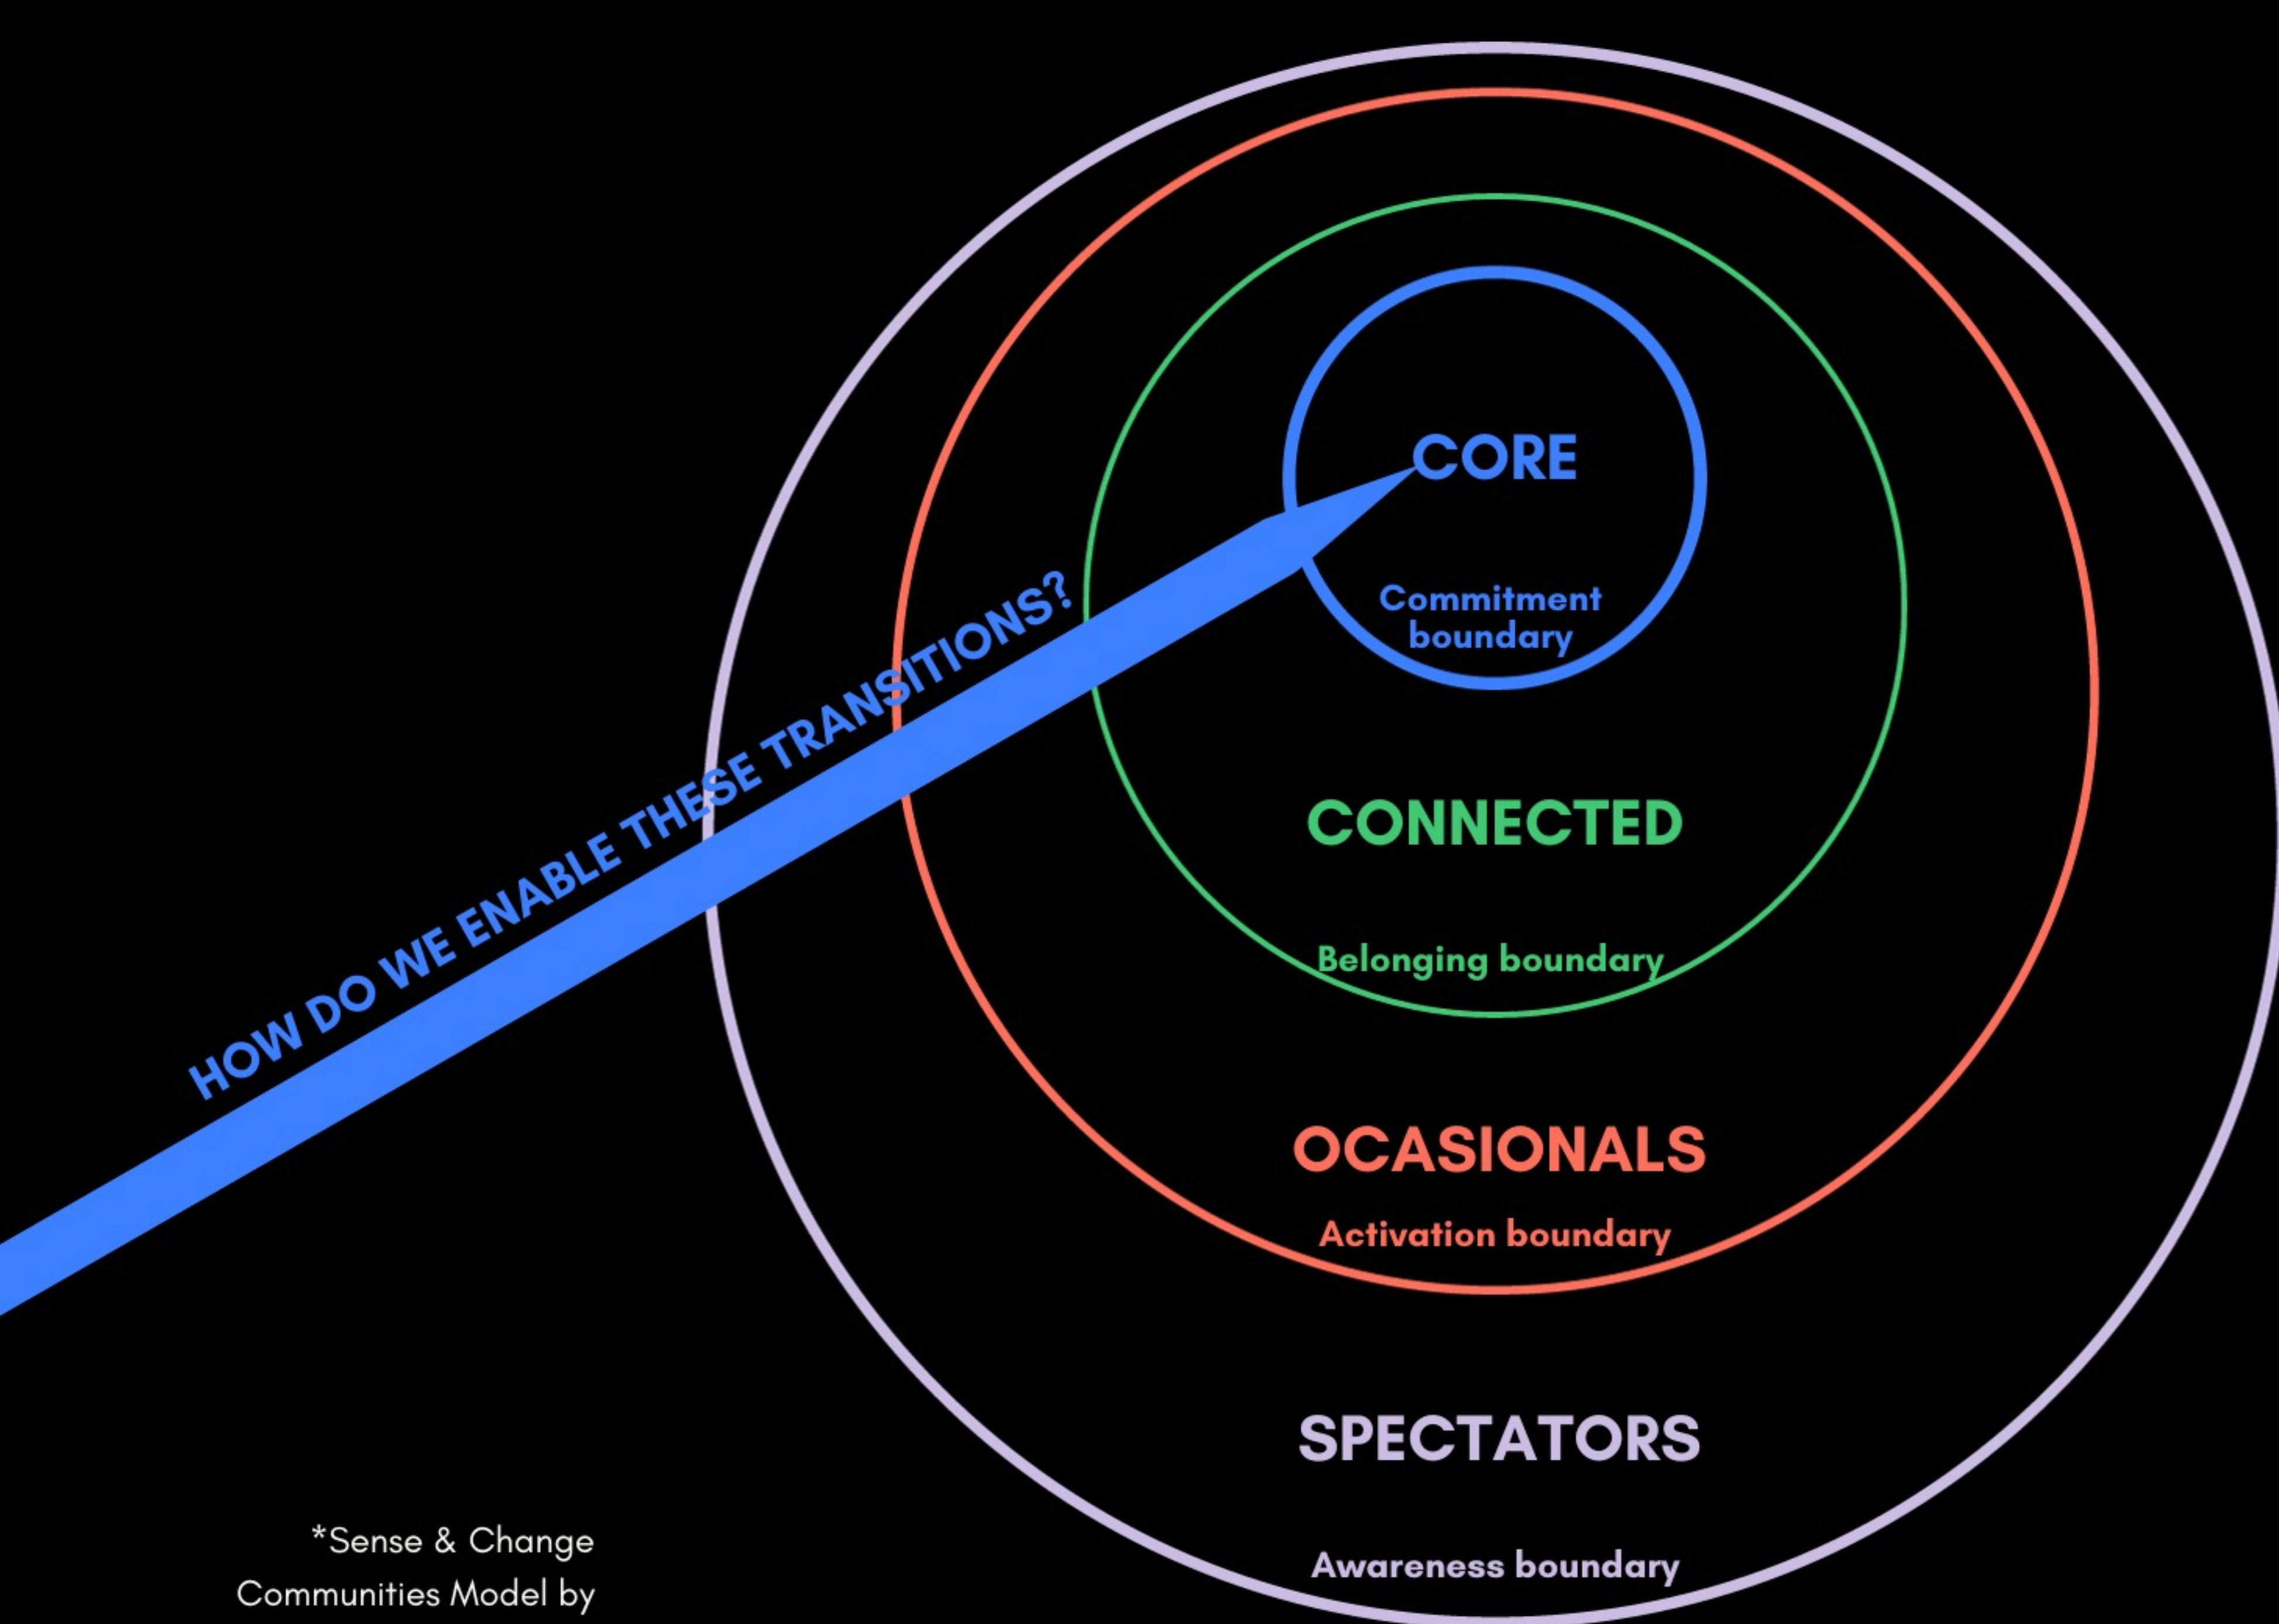 CORE
Commitment
boundary
HOW DO WE ENABLE THESE TRANSITIONS?
CONNECTED
Belonging boundary
OCASIONALS
Activation boundary
SPECTATORS
Awareness boundary
*Sense & Change
Communities Model by